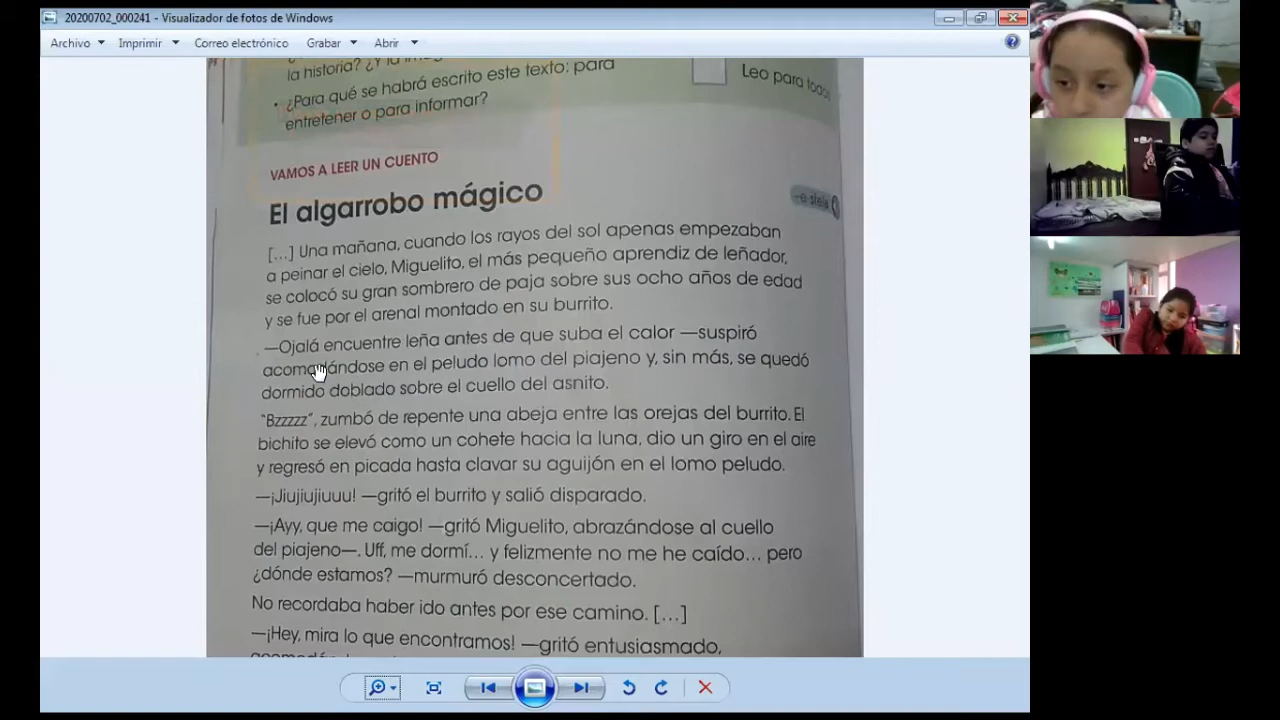 20200702_000241 - Visualizador de fotos de Windows
Archivo Imprimir Correo electrónico Grabar Abrir
la historia? ¿Y la
• ¿Para qué se habrá escrito este texto: para
entretener o para informar?
Leo para todos
VAMOS A LEER UN CUENTO
El algarrobo mágico
[...] Una mañana, cuando los rayos del sol apenas empezaban
a peinar el cielo, Miguelito, el más pequeño aprendiz de leñador,
se colocó su gran sombrero de paja sobre sus ocho años de edad
y se fue por el arenal montado en su burrito.
—Ojalá encuentre leña antes de que suba el calor —suspiró
acomodándose en el peludo lomo del piajeno y, sin más, se quedó
dormido doblado sobre el cuello del asnito.
"Bzzzzz", zumbó de repente una abeja entre las orejas del burrito. El
bichito se elevó como un cohete hacia la luna, dio un giro en el aire
y regresó en picada hasta clavar su aguijón en el lomo peludo.
—¡Jiujiujiuuu! —gritó el burrito y salió disparado.
—¡Ayy, que me caigo! —gritó Miguelito, abrazándose al cuello
del piajeno—. Uff, me dormí... y felizmente no me he caído... pero
¿dónde estamos? —murmuró desconcertado.
No recordaba haber ido antes por ese camino. [...]
—¡Hey, mira lo que encontramos! —gritó entusiasmado,